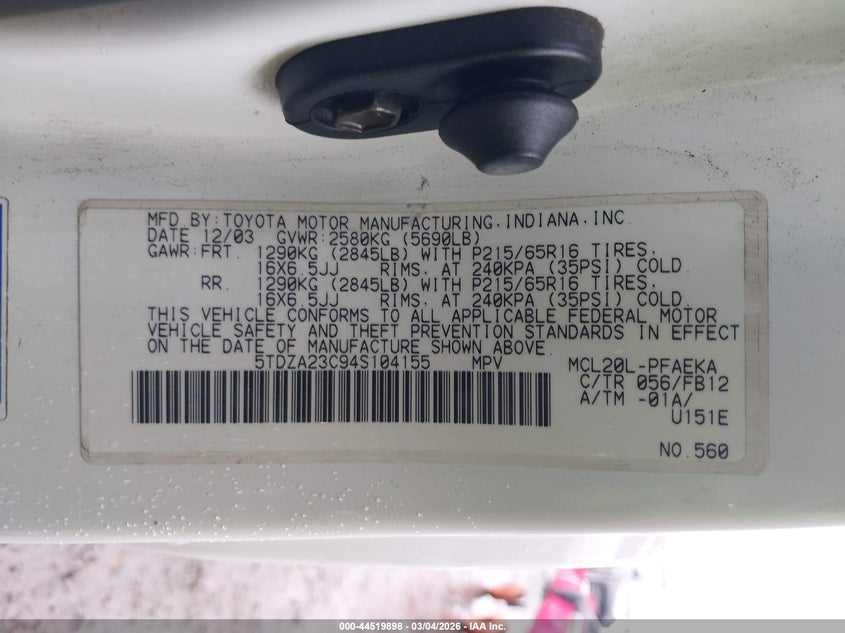 MFD BY: TOYOTA MOTOR MANUFACTURING, INDIANA, INC.
DATE 12/03 GVWR: 2580KG (5690LB)
GAWR: FRT. 1290KG (2845LB) WITH P215/65R16 TIRES,
16X6.5JJ RIMS, AT 240KPA (35PSI) COLD.
RR. 1290KG (2845LB) WITH P215/65R16 TIRES,
16X6.5JJ RIMS, AT 240KPA (35PSI) COLD.
THIS VEHICLE CONFORMS TO ALL APPLICABLE FEDERAL MOTOR
VEHICLE SAFETY AND THEFT PREVENTION STANDARDS IN EFFECT
ON THE DATE OF MANUFACTURE SHOWN ABOVE.
5TDZA23C94S104155 MPV MCL20L-PFAEKA
C/TR 056/FB12
A/TM -01A/
U151E
NO.560
000-44519898 - 03/04/2026 - IAA Inc.